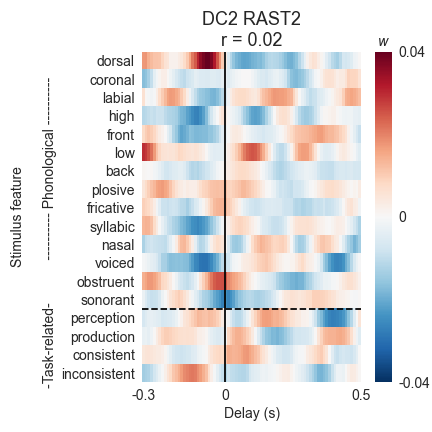 DC2 RAST2
r = 0.02
w
dorsal
coronal
labial
high
front
low
back
plosive
fricative
syllabic
nasal
voiced
obstruent
sonorant
perception
production
consistent
inconsistent
Stimulus feature
----------- Phonological -----------
-Task-related-
-0.3
0
0.5
Delay (s)
0.04
0
-0.04